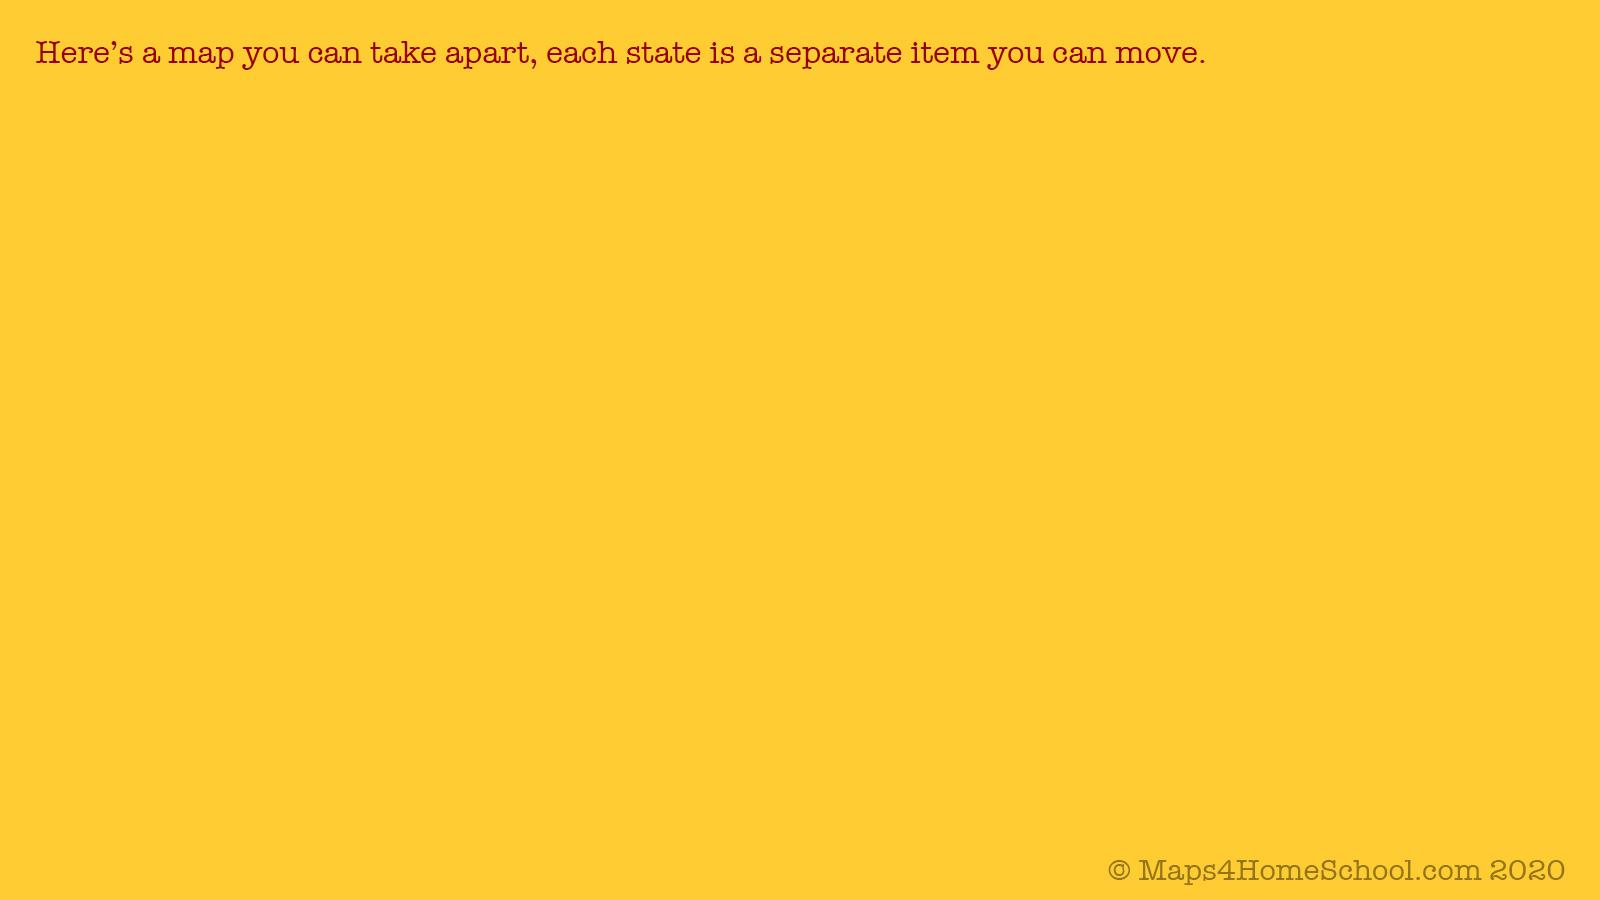 Here’s a map you can take apart, each state is a separate item you can move.
© Maps4HomeSchool.com 2020